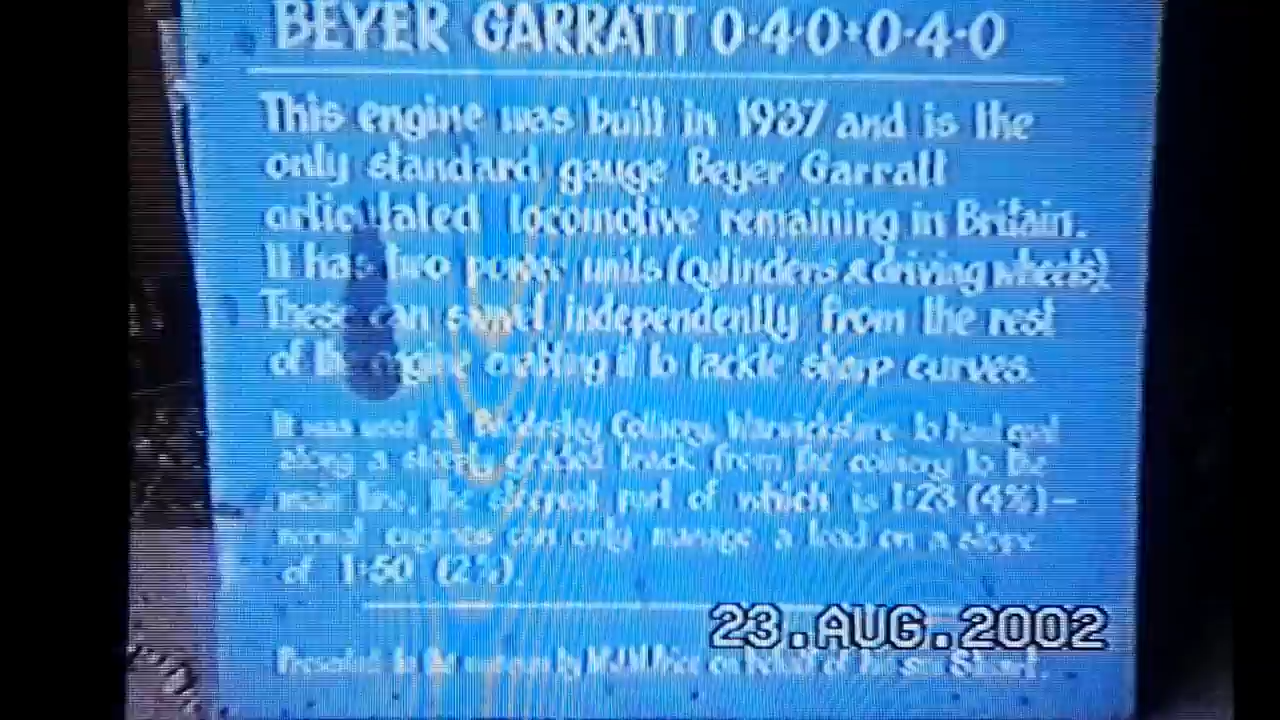 BEYER GARRATT 0-4-0+0-4-0
This engine was built in 1937 and is the
only standard gauge Beyer Garratt
articulated locomotive remaining in Britain.
It has two power units (cylinders & driving wheels).
These can swivel independently from the rest
of the engine enabling it to tackle sharp curves.
It was used at Colliery, Warwickshire, to haul coal
along a steeply graded track from the colliery to the
main line, the steepest part of which is 1:23 (4%)-
normal engines can only manage a load on a slope
of 1:50 (2%).
23.AUG.2002
Presented to the museum by